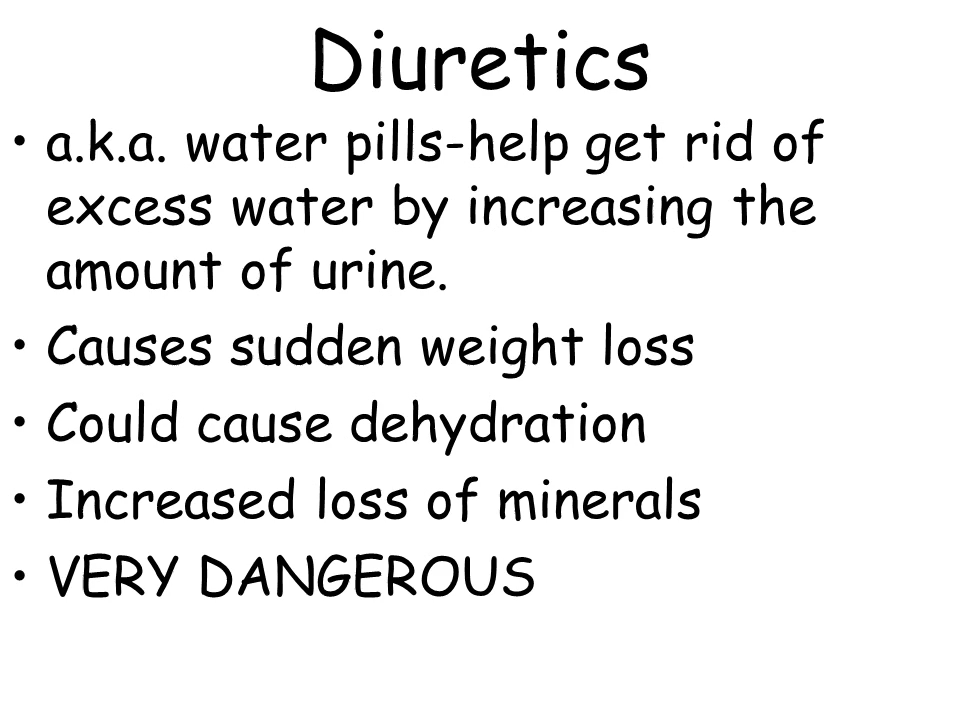 Diuretics
• a.k.a. water pills-help get rid of
excess water by increasing the
amount of urine.
• Causes sudden weight loss
• Could cause dehydration
• Increased loss of minerals
• VERY DANGEROUS